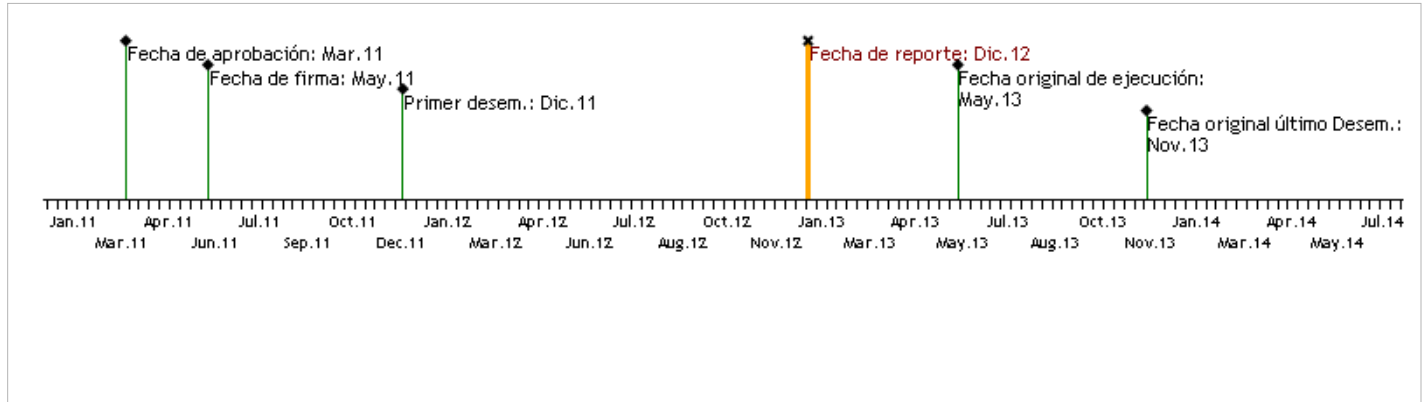 Fecha de aprobación: Mar.11
Fecha de reporte: Dic.12
Fecha de firma: May.11
Fecha original de ejecución:
May.13
Primer desem.: Dic.11
Fecha original último Desem.:
Nov.13
Jan.11 Apr.11 Jul.11 Oct.11 Jan.12 Apr.12 Jul.12 Oct.12 Jan.13 Apr.13 Jul.13 Oct.13 Jan.14 Apr.14 Jul.14
Mar.11 Jun.11 Sep.11 Dec.11 Mar.12 Jun.12 Aug.12 Nov.12 Mar.13 May.13 Aug.13 Nov.13 Mar.14 May.14